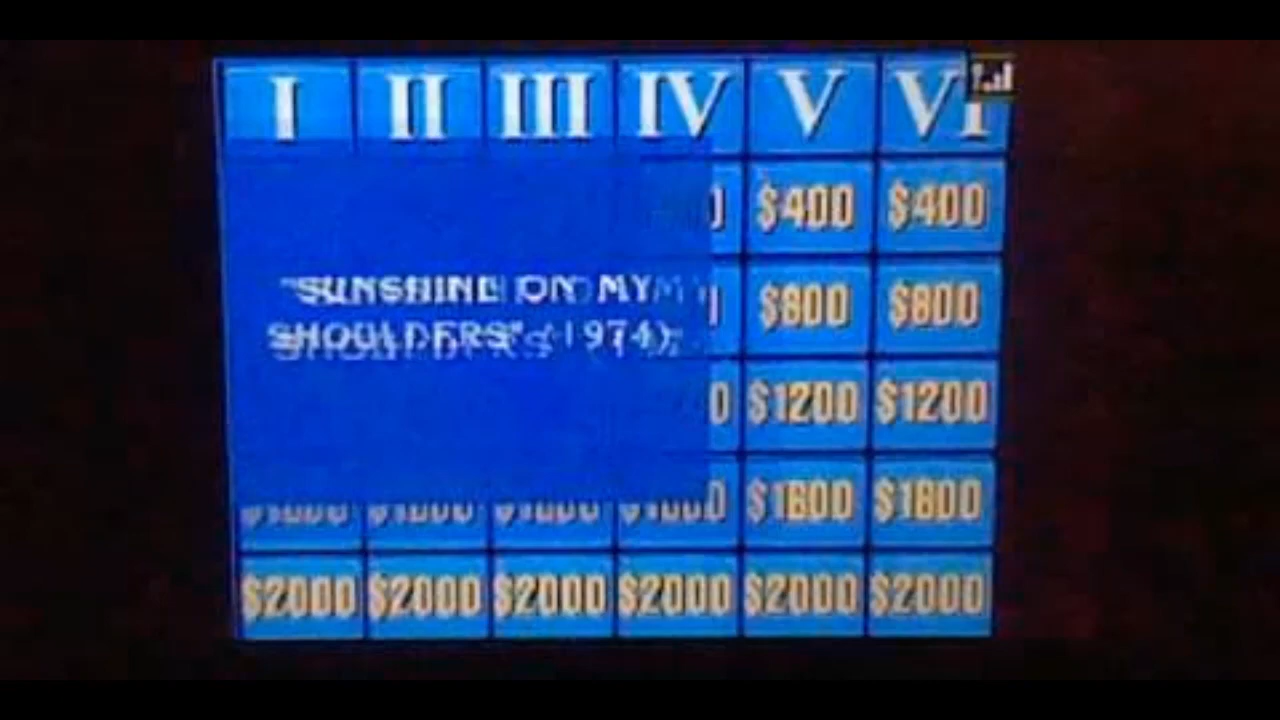 I II III IV V VI
$400 $400
"SUNSHINE ON MY
SHOULDERS" (1974)
$800 $800
$1200 $1200
$1600 $1600
$2000 $2000 $2000 $2000 $2000 $2000